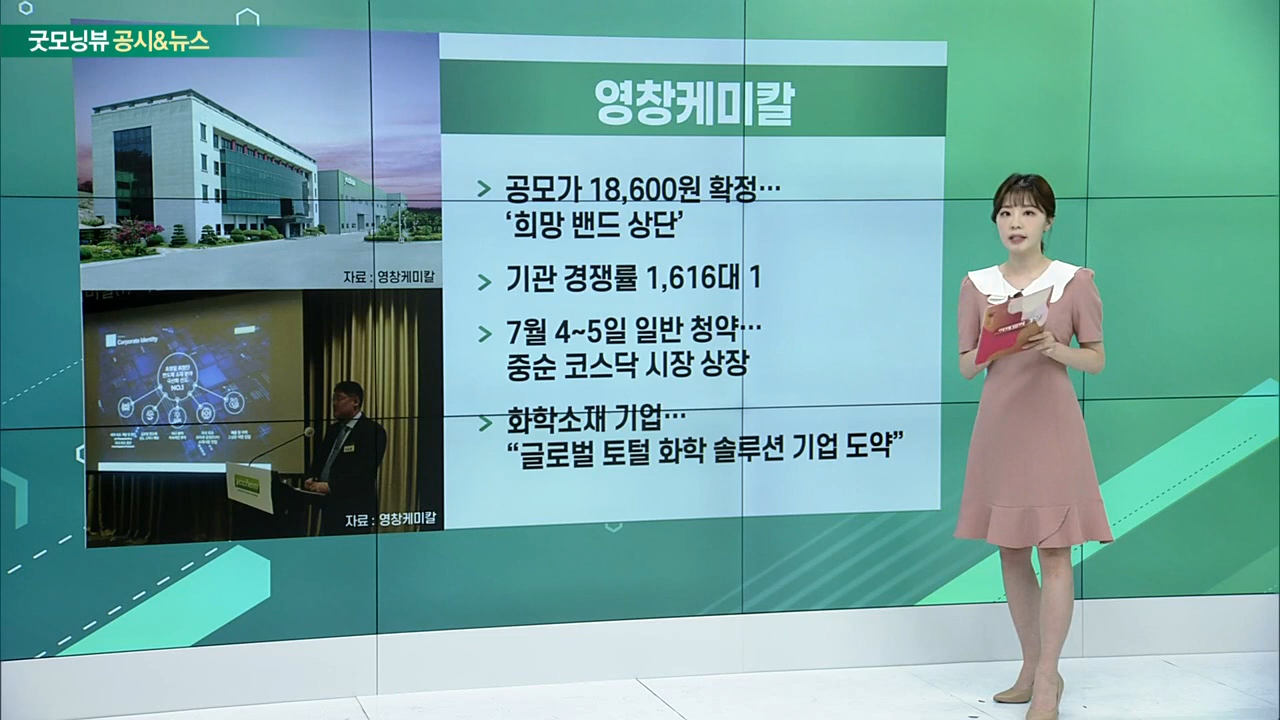 굿모닝뷰 공시&뉴스
영창케미칼
공모가 18,600원 확정…
‘희망 밴드 상단’
기관 경쟁률 1,616대 1
7월 4~5일 일반 청약…
중순 코스닥 시장 상장
화학소재 기업…
“글로벌 토털 화학 솔루션 기업 도약”
자료 : 영창케미칼
Corporate Identity
NO.1
자료 : 영창케미칼